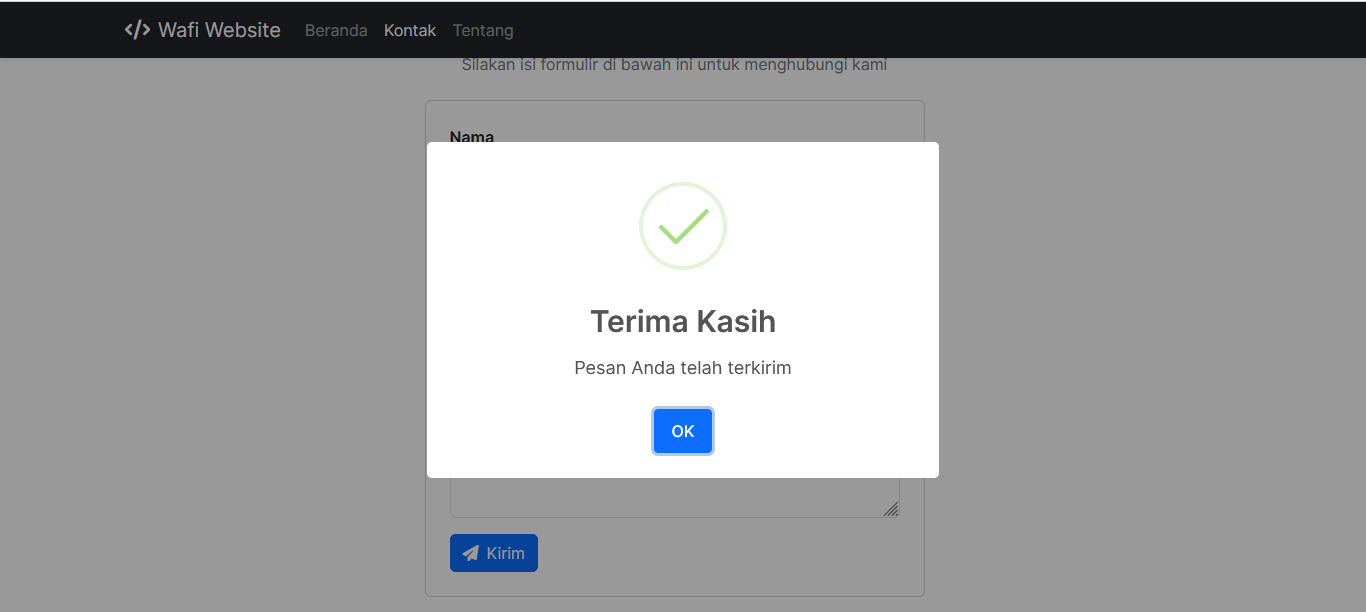 Wafi Website Beranda Kontak Tentang
Silakan isi formulir di bawah ini untuk menghubungi kami
Nama
Terima Kasih
Pesan Anda telah terkirim
OK
Kirim